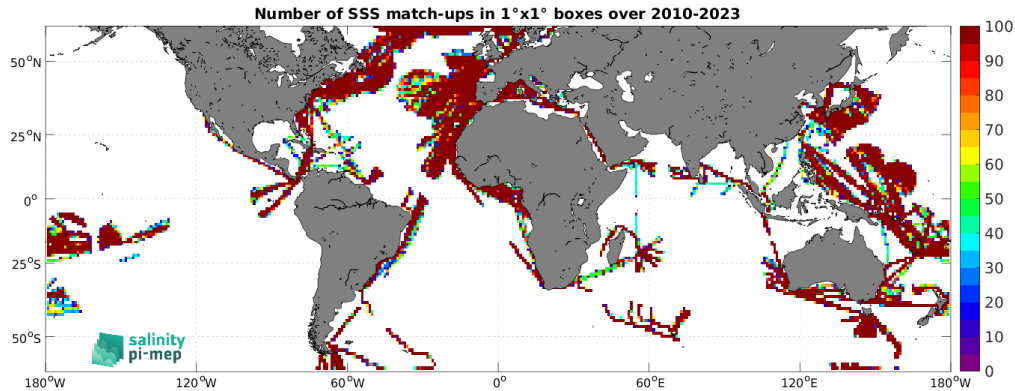 Number of SSS match-ups in 1°x1° boxes over 2010-2023
100
90
80
70
60
50
40
30
20
10
0
50°N
25°N
0°
25°S
50°S
salinity
pi-mep
180°W 120°W 60°W 0° 60°E 120°E 180°W